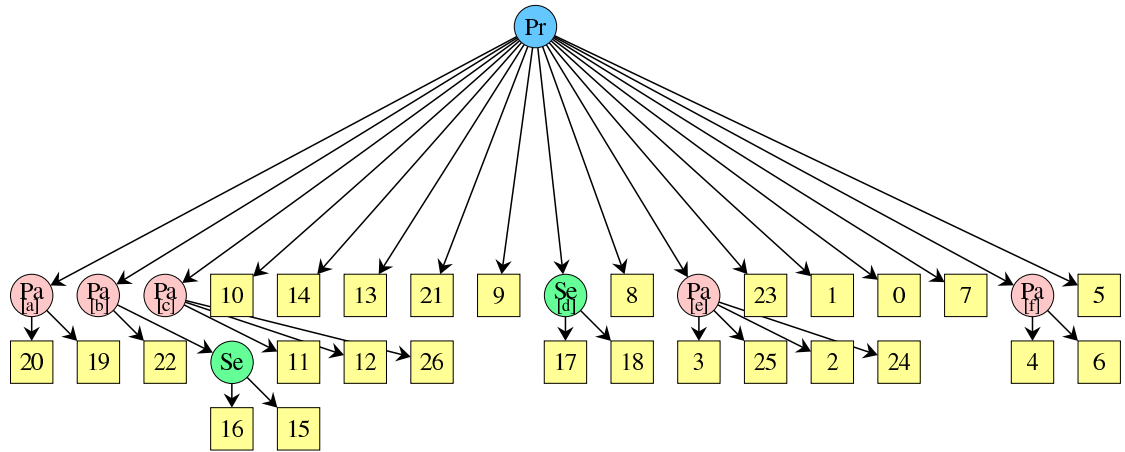 Pr
Pa Pa Pa 10 14 13 21 9 Se 8 Pa 23 1 0 7 Pa 5
[a] [b] [c] [d] [e] [f]
20 19 22 Se 11 12 26 17 18 3 25 2 24 4 6
16 15